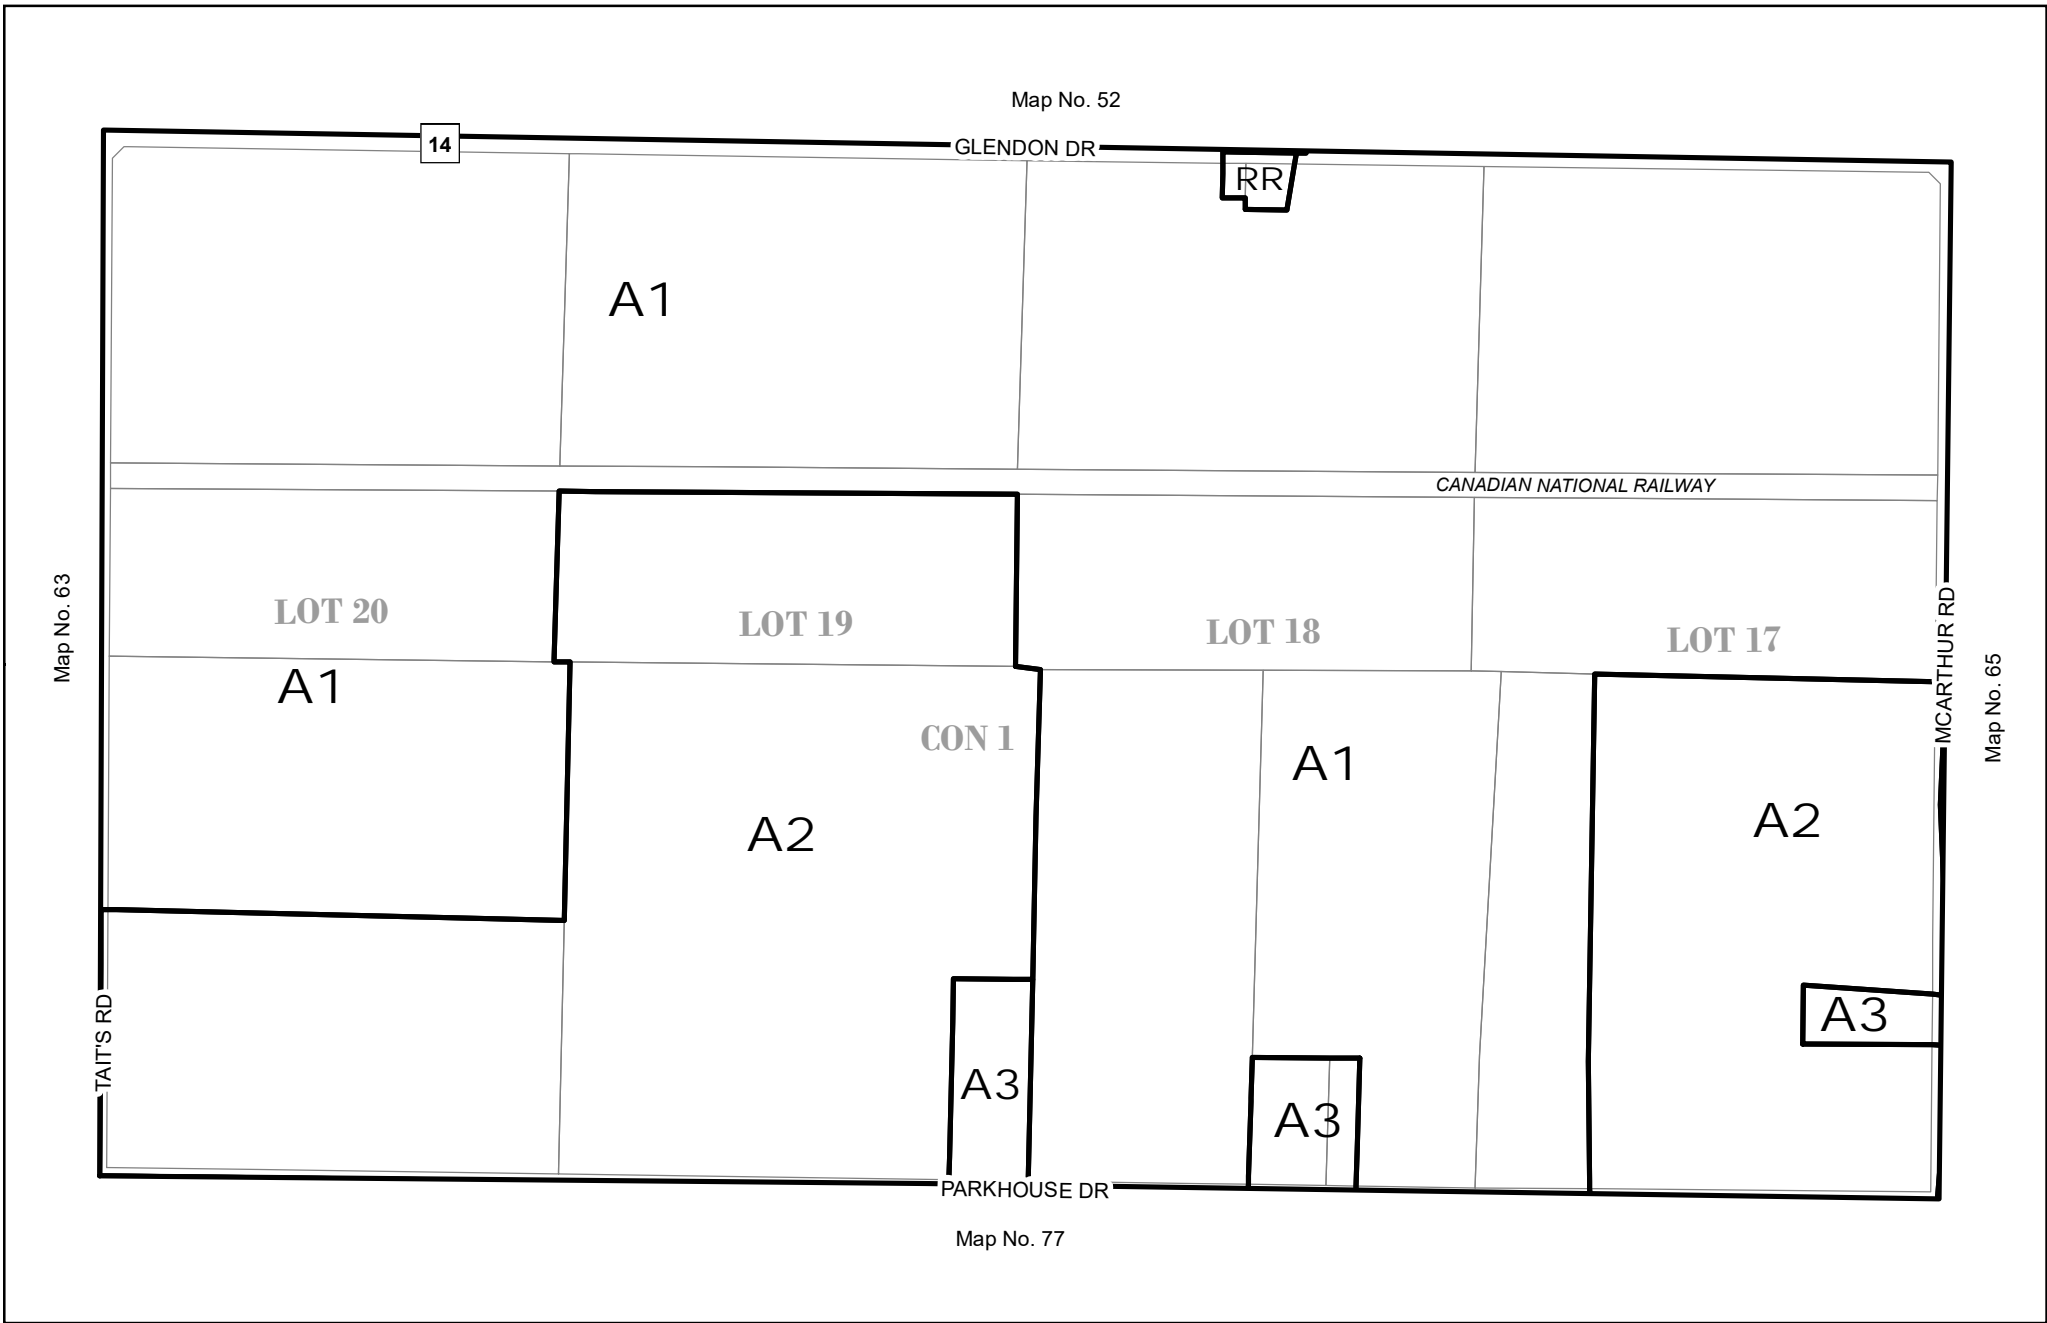 Map No. 52
14
GLENDON DR
RR
A1
CANADIAN NATIONAL RAILWAY
Map No. 63
LOT 20
LOT 19
LOT 18
LOT 17
MCARTHUR RD
Map No. 65
A1
CON 1
A1
A2
A2
TAIT'S RD
A3
A3
A3
PARKHOUSE DR
Map No. 77